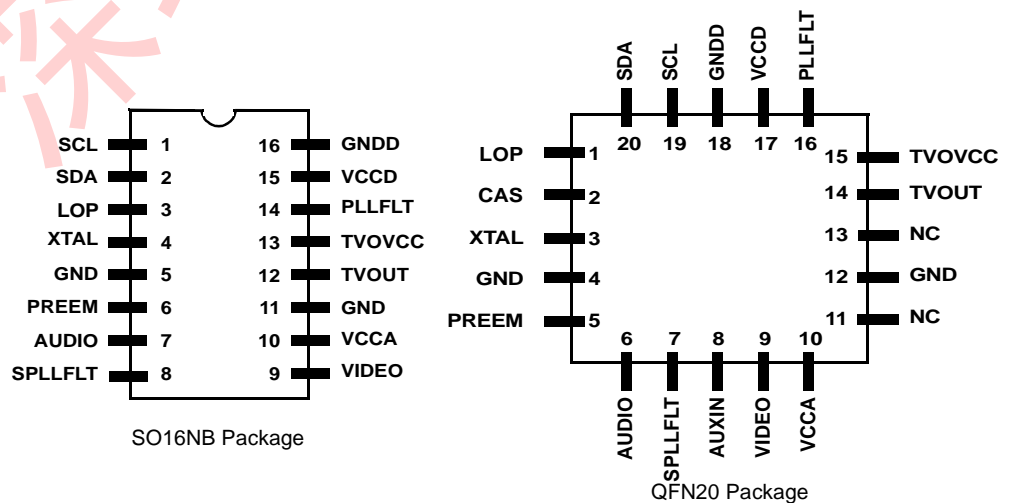 SCL 1 16 GNDD
SDA 2 15 VCCD
LOP 3 14 PLLFLT
XTAL 4 13 TVOVCC
GND 5 12 TVOUT
PREEM 6 11 GND
AUDIO 7 10 VCCA
SPLLFLT 8 9 VIDEO
SO16NB Package
SDA SCL GNDD VCCD PLLFLT
20 19 18 17 16
LOP 1 15 TVOVCC
CAS 2 14 TVOUT
XTAL 3 13 NC
GND 4 12 GND
PREEM 5 11 NC
6 7 8 9 10
AUDIO SPLLFLT AUXIN VIDEO VCCA
QFN20 Package
深